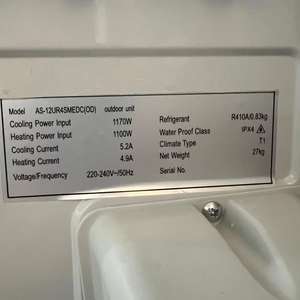 Model AS-12UR4SMEDC(OD) outdoor unit
Cooling Power Input 1170W
Heating Power Input 1100W
Cooling Current 5.2A
Heating Current 4.9A
Voltage/Frequency 220-240V~/50Hz
Refrigerant R410A/0.83kg
Water Proof Class IPX4
Climate Type T1
Net Weight 27kg
Serial No.